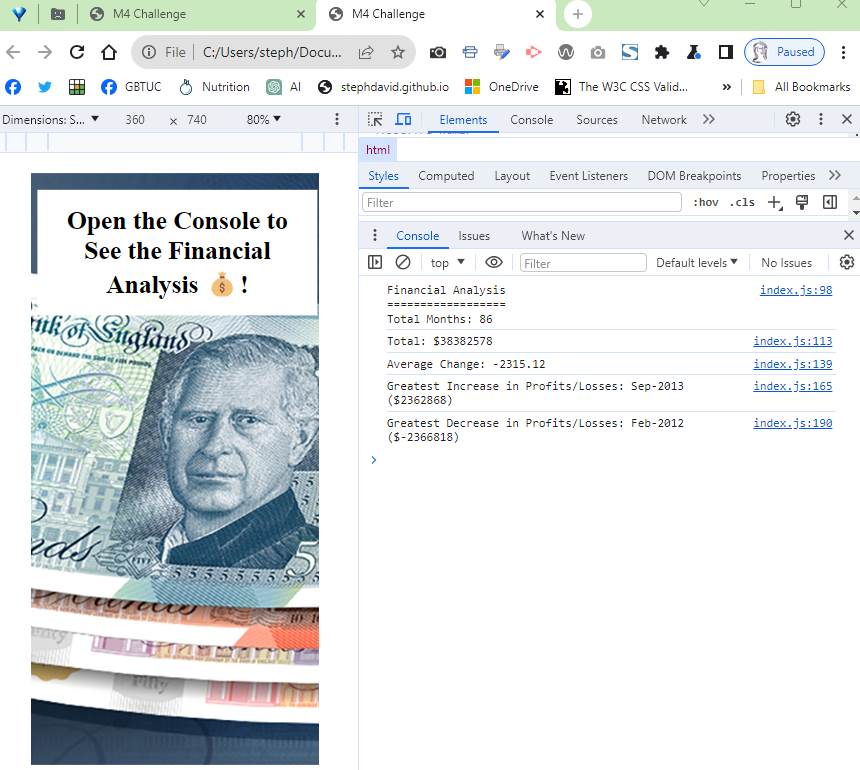 M4 Challenge
M4 Challenge
File C:/Users/steph/Docu...
Paused
GBTUC Nutrition AI stephdavid.github.io OneDrive The W3C CSS Valid... » All Bookmarks
Dimensions: S... 360 × 740 80%
Elements Console Sources Network
html
Styles Computed Layout Event Listeners DOM Breakpoints Properties
Filter :hov .cls
Console Issues What's New
top Filter Default levels No Issues
Open the Console to
See the Financial
Analysis 💰 !
Financial Analysis index.js:98
==================
Total Months: 86
Total: $38382578 index.js:113
Average Change: -2315.12 index.js:139
Greatest Increase in Profits/Losses: Sep-2013 index.js:165
($2362868)
Greatest Decrease in Profits/Losses: Feb-2012 index.js:190
($-2366818)
nk of England
5
Fifty